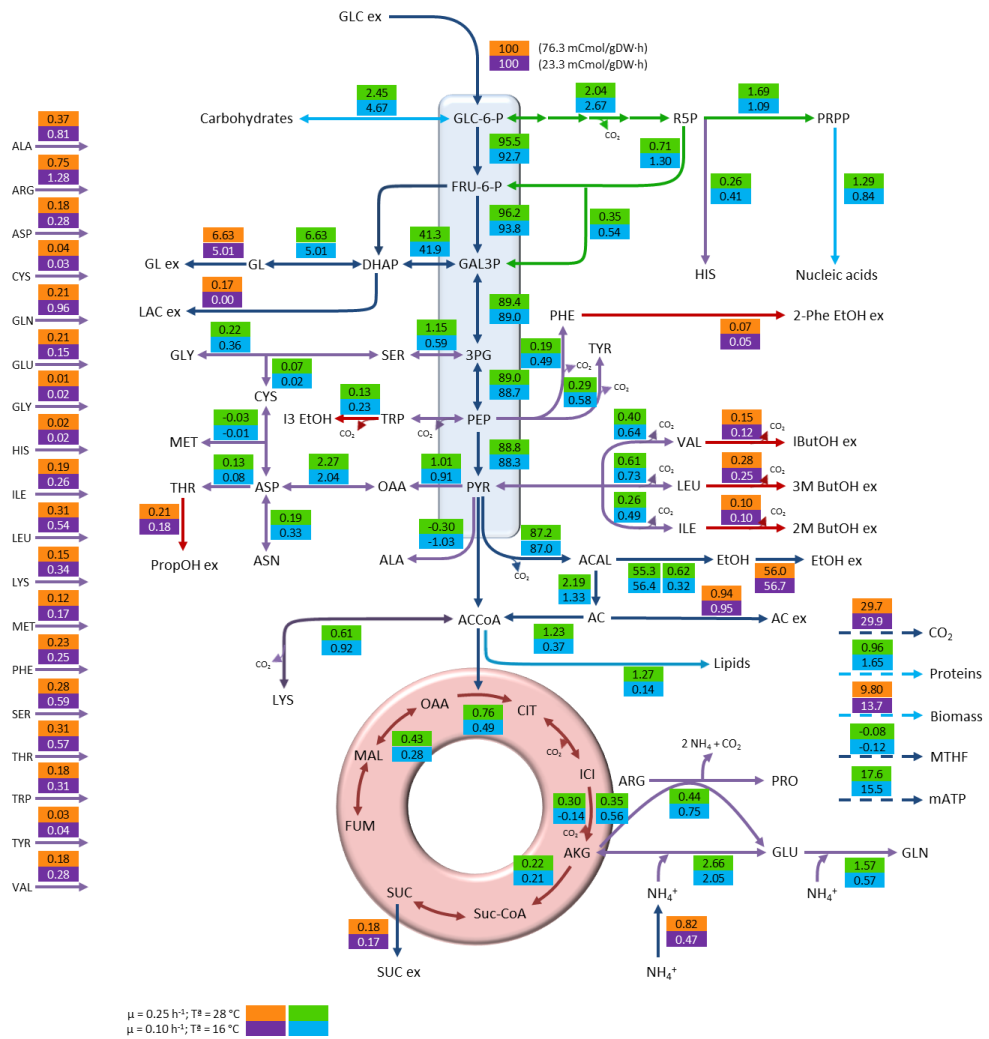 GLC ex
100 (76.3 mCmol/gDW·h)
100 (23.3 mCmol/gDW·h)
2.45
4.67
2.04
2.67
1.69
1.09
Carbohydrates
GLC-6-P
CO₂
R5P
PRPP
95.5
92.7
0.71
1.30
FRU-6-P
0.26
0.41
1.29
0.84
96.2
93.8
0.35
0.54
6.63
5.01
6.63
5.01
41.3
41.9
GL ex
GL
DHAP
GAL3P
HIS
Nucleic acids
0.17
0.00
LAC ex
89.4
89.0
PHE
2-Phe EtOH ex
0.07
0.05
0.22
0.36
1.15
0.59
0.19
0.49
TYR
GLY
SER
3PG
CO₂
0.07
0.02
0.29
0.58
CO₂
89.0
88.7
CYS
0.13
0.23
I3 EtOH
TRP
PEP
CO₂
CO₂
-0.03
-0.01
MET
0.40
0.64
CO₂
VAL
0.15
0.12
CO₂
IButOH ex
88.8
88.3
0.13
0.08
2.27
2.04
1.01
0.91
0.61
0.73
CO₂
0.28
0.25
CO₂
THR
ASP
OAA
PYR
LEU
3M ButOH ex
0.26
0.49
CO₂
ILE
0.10
0.10
CO₂
2M ButOH ex
0.21
0.18
0.19
0.33
-0.30
-1.03
87.2
87.0
PropOH ex
ASN
ALA
CO₂
ACAL
EtOH
EtOH ex
55.3
56.4
0.62
0.32
56.0
56.7
2.19
1.33
0.94
0.95
ACCoA
AC
AC ex
0.61
0.92
1.23
0.37
CO₂
LYS
Lipids
1.27
0.14
OAA
0.76
0.49
CIT
0.43
0.28
MAL
CO₂
ICI
FUM
0.30
-0.14
0.35
0.56
CO₂
AKG
0.22
0.21
SUC
Suc-CoA
0.18
0.17
SUC ex
2 NH₄ + CO₂
ARG
PRO
0.44
0.75
GLU
GLN
2.66
2.05
1.57
0.57
NH₄⁺
NH₄⁺
0.82
0.47
NH₄⁺
0.37
0.81
ALA
0.75
1.28
ARG
0.18
0.28
ASP
0.04
0.03
CYS
0.21
0.96
GLN
0.21
0.15
GLU
0.01
0.02
GLY
0.02
0.02
HIS
0.19
0.26
ILE
0.31
0.54
LEU
0.15
0.34
LYS
0.12
0.17
MET
0.23
0.25
PHE
0.28
0.59
SER
0.31
0.57
THR
0.18
0.31
TRP
0.03
0.04
TYR
0.18
0.28
VAL
29.7
29.9
CO₂
0.96
1.65
Proteins
9.80
13.7
Biomass
-0.08
-0.12
MTHF
17.6
15.5
mATP
μ = 0.25 h⁻¹; Tª = 28 °C
μ = 0.10 h⁻¹; Tª = 16 °C